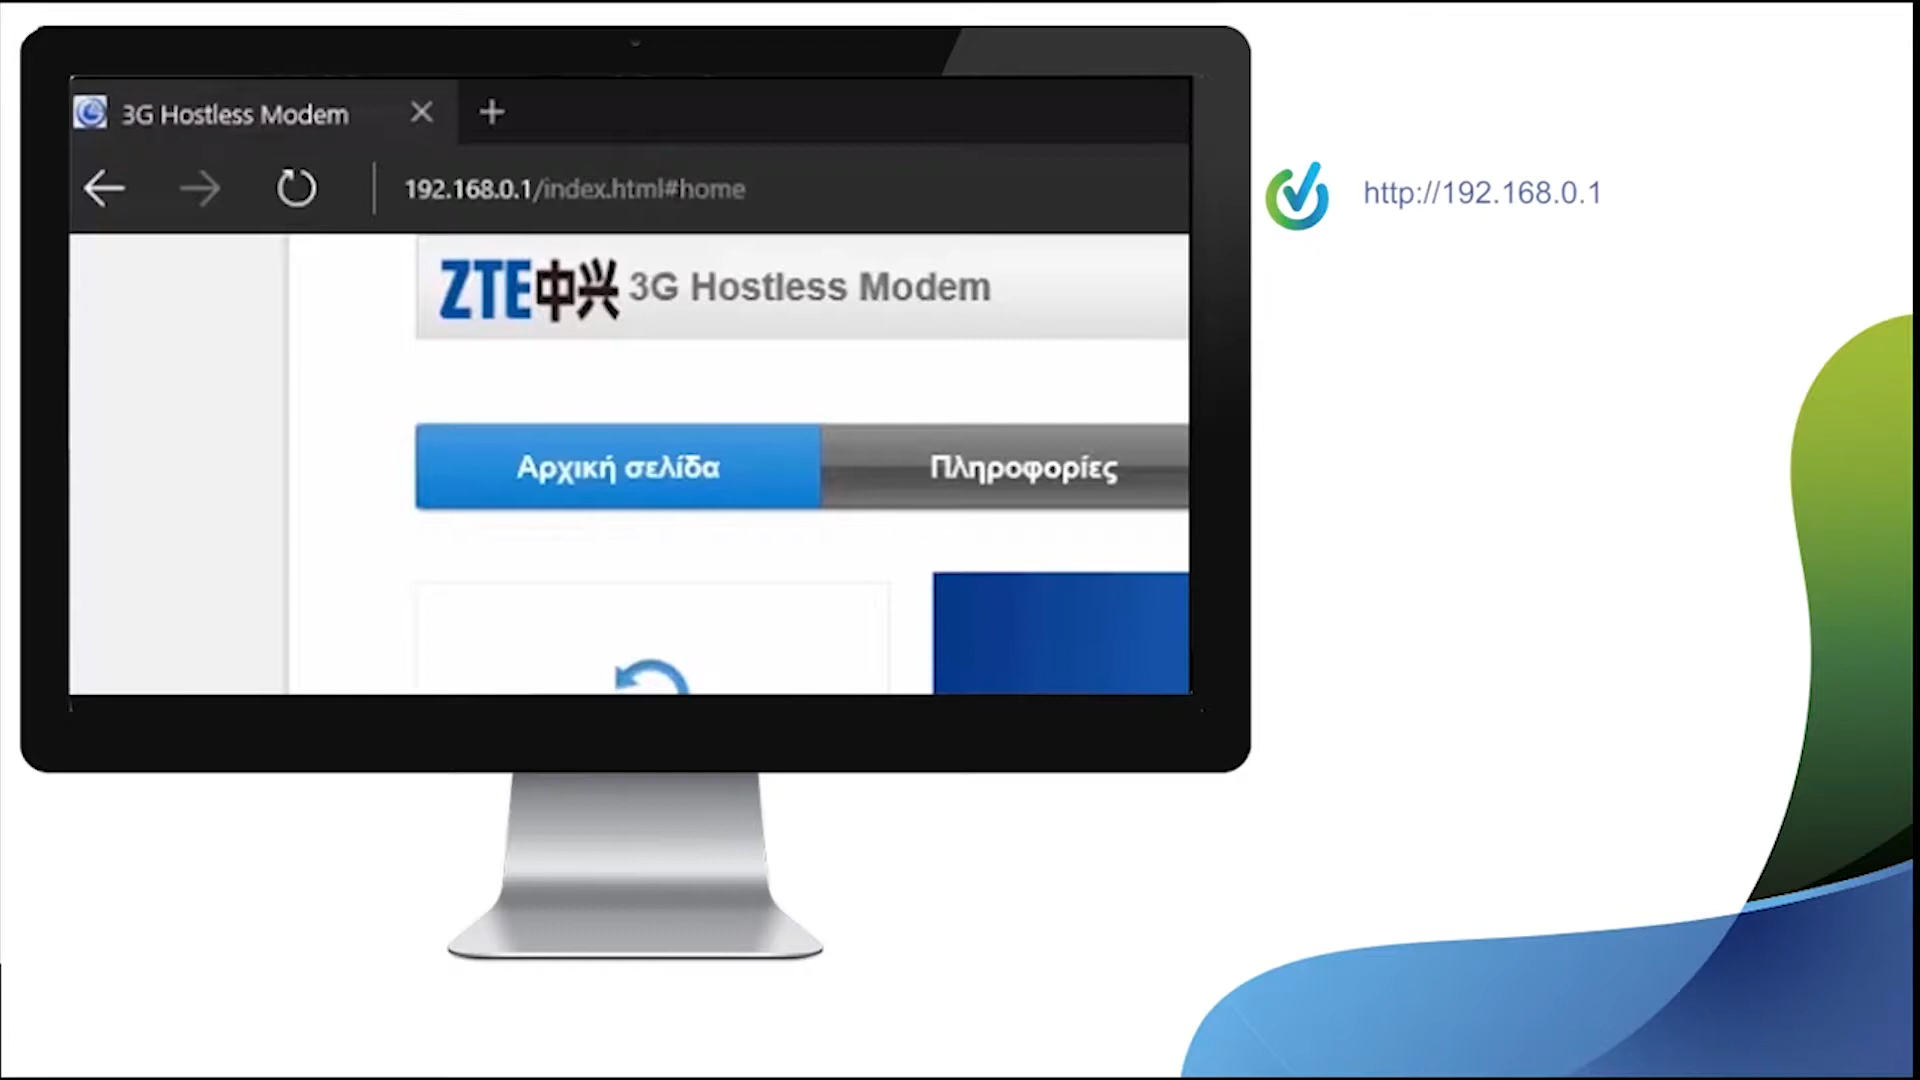 3G Hostless Modem
192.168.0.1/index.html#home
http://192.168.0.1
ZTE中兴 3G Hostless Modem
Αρχική σελίδα
Πληροφορίες